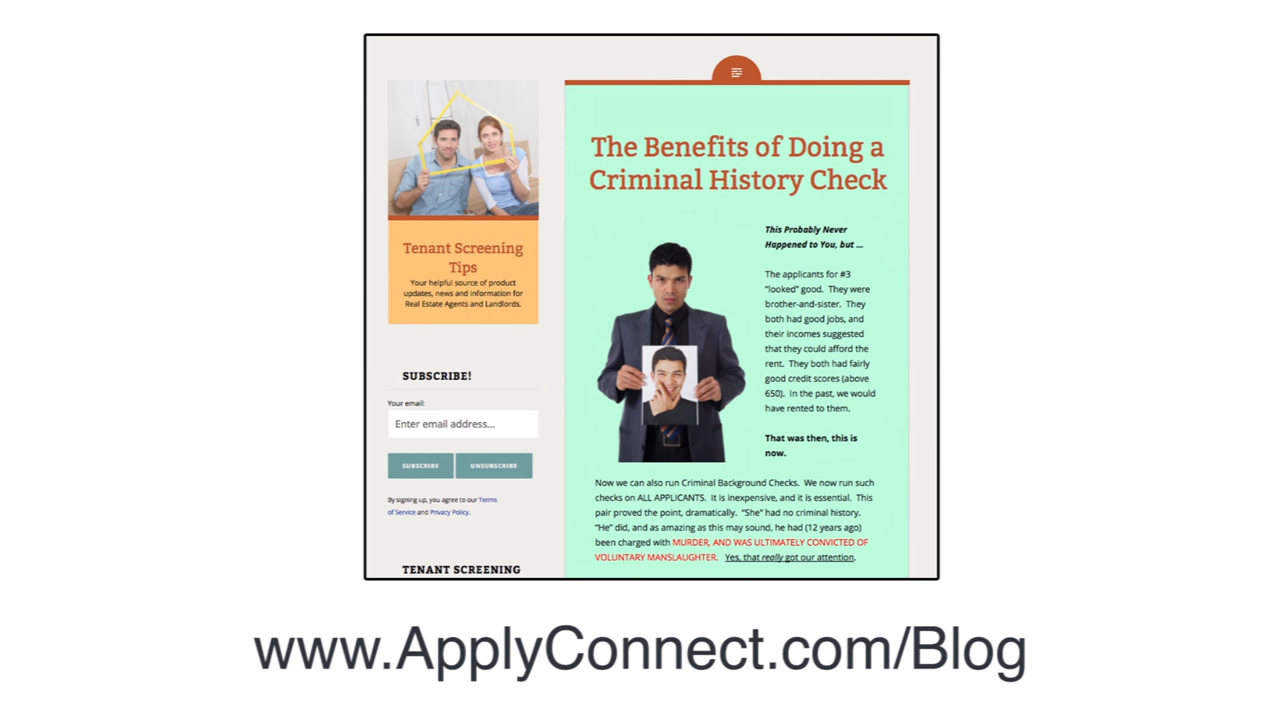 Tenant Screening
Tips
Your helpful source of product
updates, news and information for
Real Estate Agents and Landlords.
SUBSCRIBE!
Your email:
Enter email address...
SUBSCRIBE
UNSUBSCRIBE
By signing up, you agree to our Terms
of Service and Privacy Policy.
TENANT SCREENING
The Benefits of Doing a
Criminal History Check
This Probably Never
Happened to You, but ...
The applicants for #3
“looked” good. They were
brother-and-sister. They
both had good jobs, and
their incomes suggested
that they could afford the
rent. They both had fairly
good credit scores (above
650). In the past, we would
have rented to them.
That was then, this is
now.
Now we can also run Criminal Background Checks. We now run such
checks on ALL APPLICANTS. It is inexpensive, and it is essential. This
pair proved the point, dramatically. “She” had no criminal history.
“He” did, and as amazing as this may sound, he had (12 years ago)
been charged with MURDER, AND WAS ULTIMATELY CONVICTED OF
VOLUNTARY MANSLAUGHTER. Yes, that really got our attention.
www.ApplyConnect.com/Blog